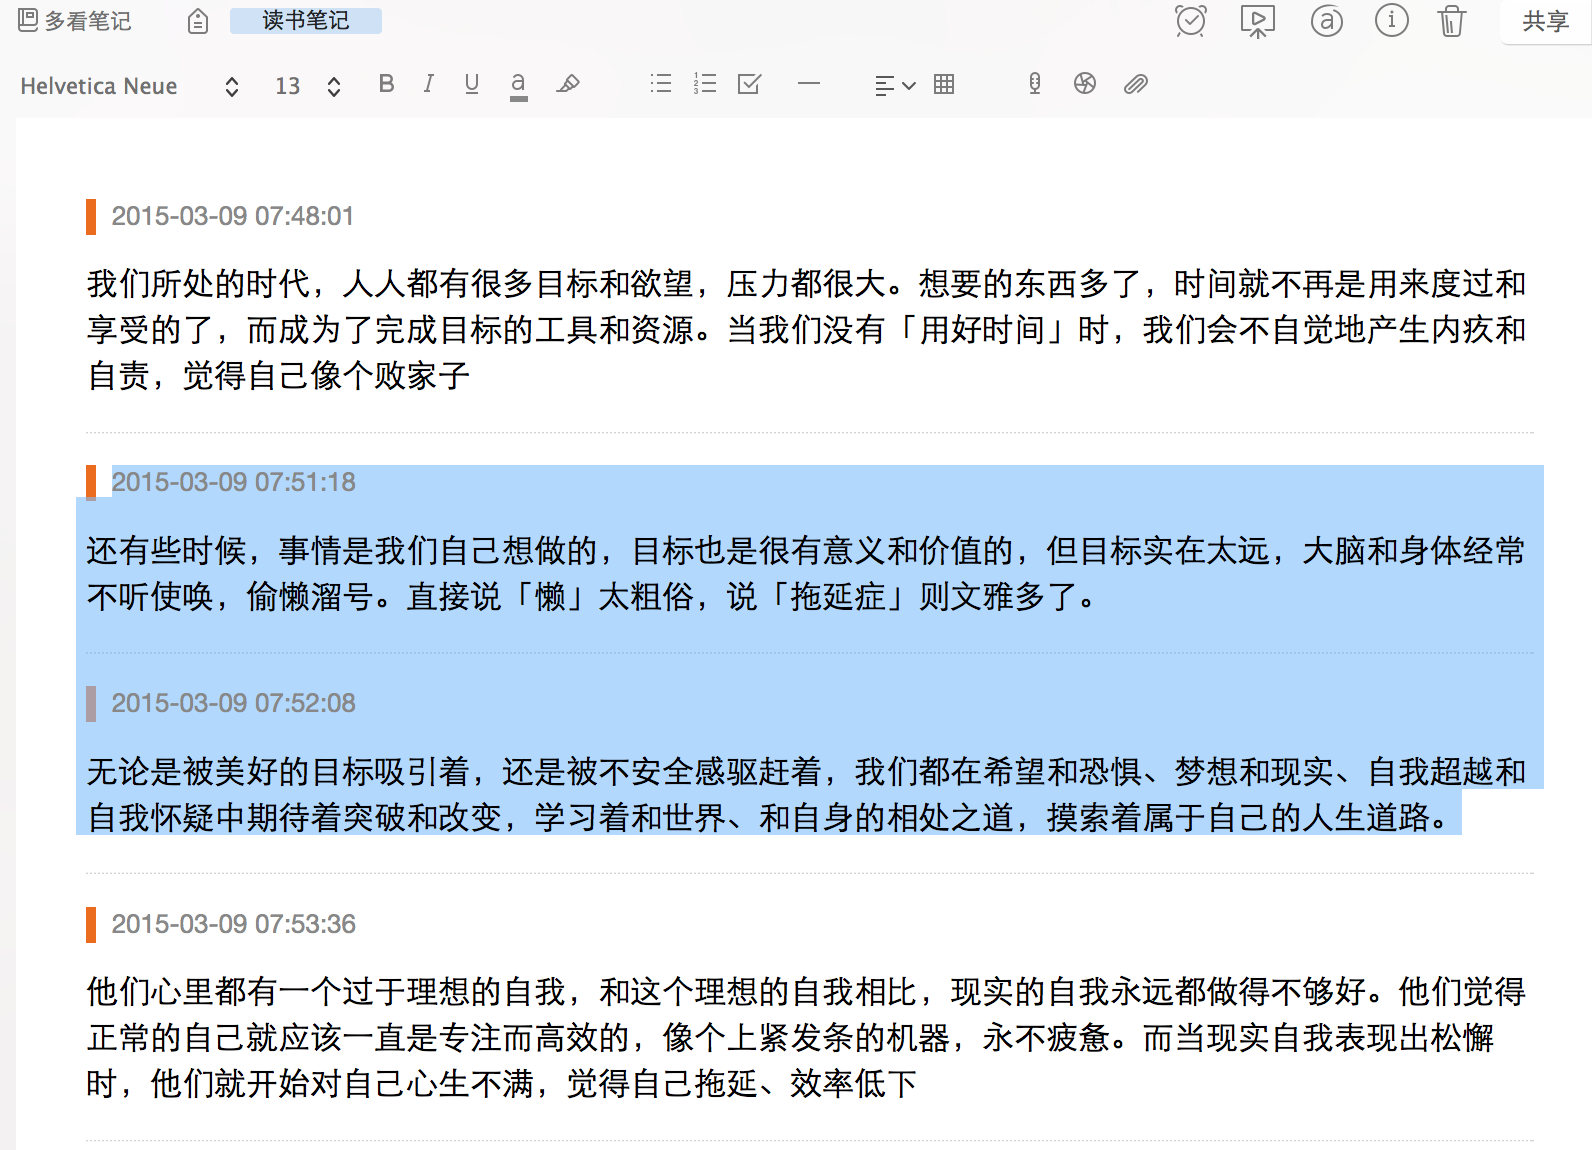 多看笔记 读书笔记 共享
Helvetica Neue 13 B I U a
2015-03-09 07:48:01
我们所处的时代，人人都有很多目标和欲望，压力都很大。想要的东西多了，时间就不再是用来度过和
享受的了，而成为了完成目标的工具和资源。当我们没有「用好时间」时，我们会不自觉地产生内疚和
自责，觉得自己像个败家子
2015-03-09 07:51:18
还有些时候，事情是我们自己想做的，目标也是很有意义和价值的，但目标实在太远，大脑和身体经常
不听使唤，偷懒溜号。直接说「懒」太粗俗，说「拖延症」则文雅多了。
2015-03-09 07:52:08
无论是被美好的目标吸引着，还是被不安全感驱赶着，我们都在希望和恐惧、梦想和现实、自我超越和
自我怀疑中期待着突破和改变，学习着和世界、和自身的相处之道，摸索着属于自己的人生道路。
2015-03-09 07:53:36
他们心里都有一个过于理想的自我，和这个理想的自我相比，现实的自我永远都做得不够好。他们觉得
正常的自己就应该一直是专注而高效的，像个上紧发条的机器，永不疲惫。而当现实自我表现出松懈
时，他们就开始对自己心生不满，觉得自己拖延、效率低下